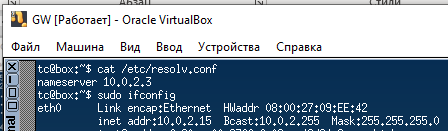 Абзац
Стили
GW [Работает] - Oracle VirtualBox
Файл Машина Вид Ввод Устройства Справка
tc@box:~$ cat /etc/resolv.conf
nameserver 10.0.2.3
tc@box:~$ sudo ifconfig
eth0 Link encap:Ethernet HWaddr 08:00:27:09:EE:42
inet addr:10.0.2.15 Bcast:10.0.2.255 Mask:255.255.255.0